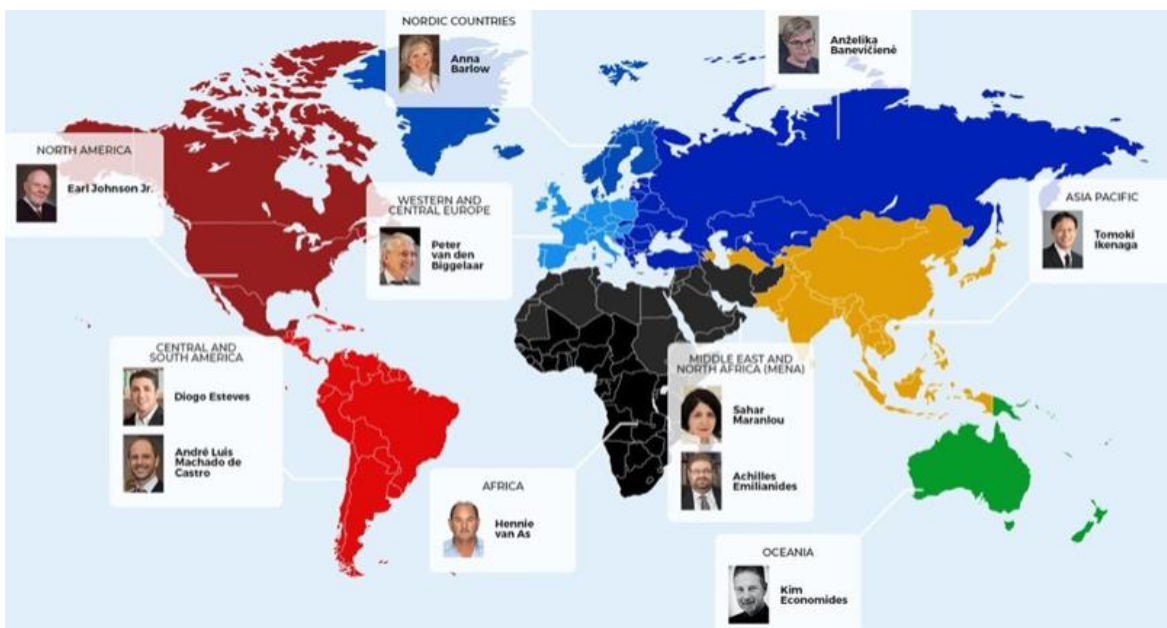 NORDIC COUNTRIES
Anna
Barlow
Anželika
Banevičienė
NORTH AMERICA
Earl Johnson Jr.
WESTERN AND
CENTRAL EUROPE
Peter
van den
Biggelaar
ASIA PACIFIC
Tomoki
Ikenaga
CENTRAL AND
SOUTH AMERICA
Diogo Esteves
André Luis
Machado de
Castro
MIDDLE EAST AND
NORTH AFRICA (MENA)
Sahar
Maranlou
Achilles
Emilianides
AFRICA
Hennie
van As
OCEANIA
Kim
Economides